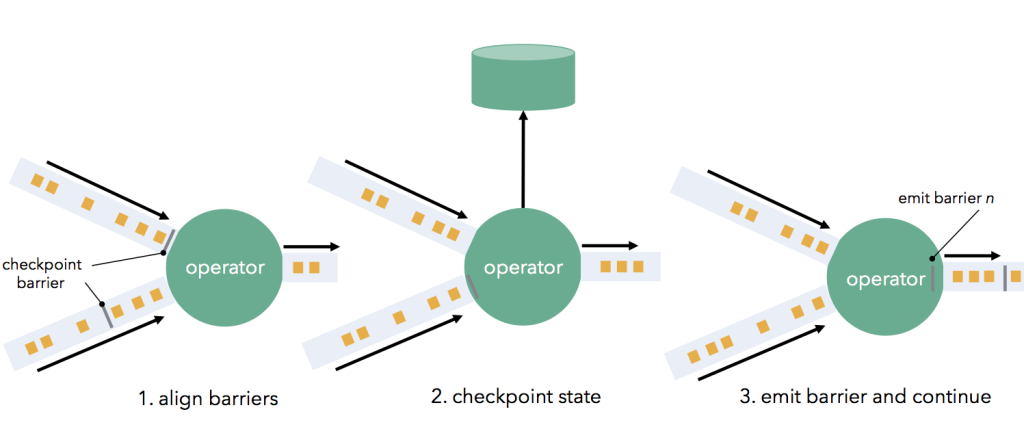 emit barrier n
checkpoint
barrier
operator
operator
operator
1. align barriers
2. checkpoint state
3. emit barrier and continue